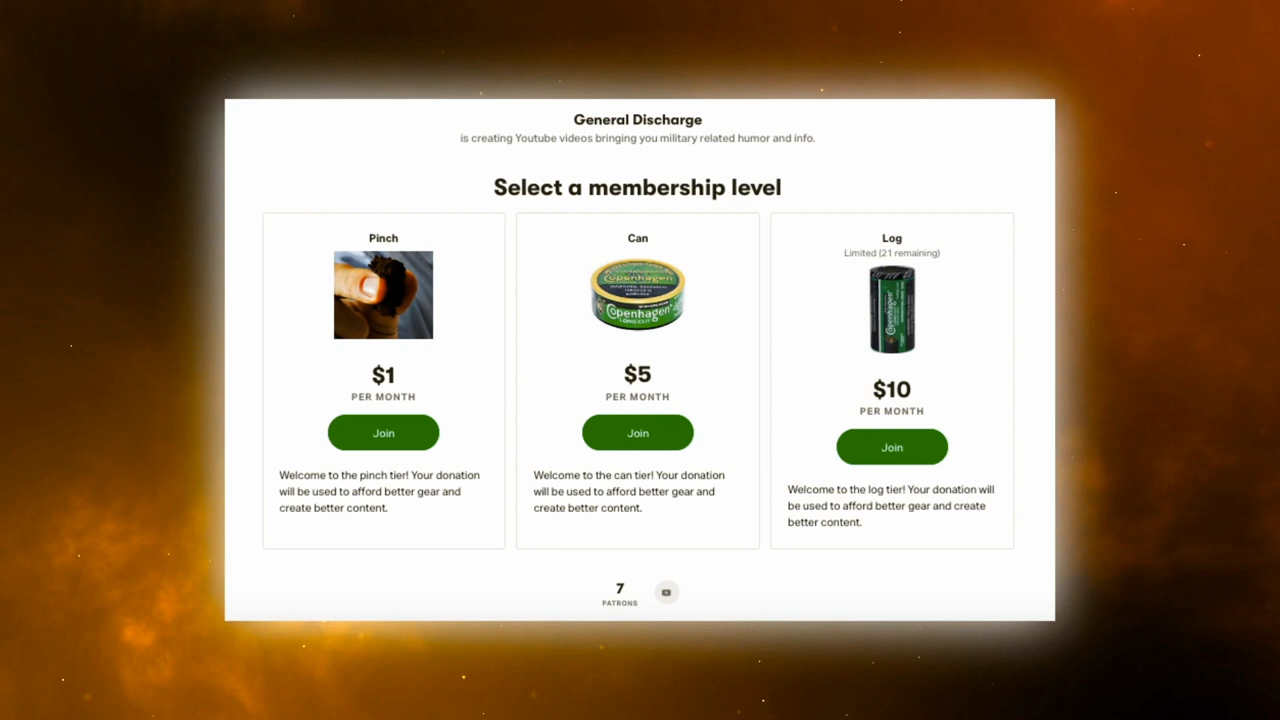 General Discharge
is creating Youtube videos bringing you military related humor and info.
Select a membership level
Pinch
$1
PER MONTH
Join
Welcome to the pinch tier! Your donation
will be used to afford better gear and
create better content.
Can
Copenhagen
Copenhagen
LONG CUT
$5
PER MONTH
Join
Welcome to the can tier! Your donation
will be used to afford better gear and
create better content.
Log
Limited (21 remaining)
Copenhagen
$10
PER MONTH
Join
Welcome to the log tier! Your donation will
be used to afford better gear and create
better content.
7
PATRONS